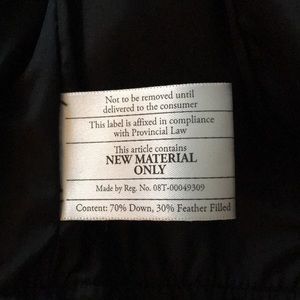 Not to be removed until
delivered to the consumer
This label is affixed in compliance
with Provincial Law
This article contains
NEW MATERIAL
ONLY
Made by Reg. No. 08T-00049309
Content: 70% Down, 30% Feather Filled